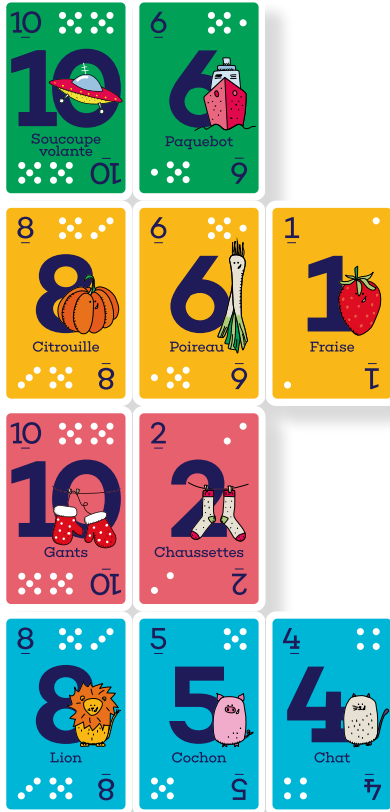 10
10
Soucoupe
volante
10
6
6
Paquebot
6
8
8
Citrouille
8
6
6
Poireau
6
1
1
Fraise
1
10
10
Gants
10
2
2
Chaussettes
2
8
8
Lion
8
5
5
Cochon
5
4
4
Chat
4